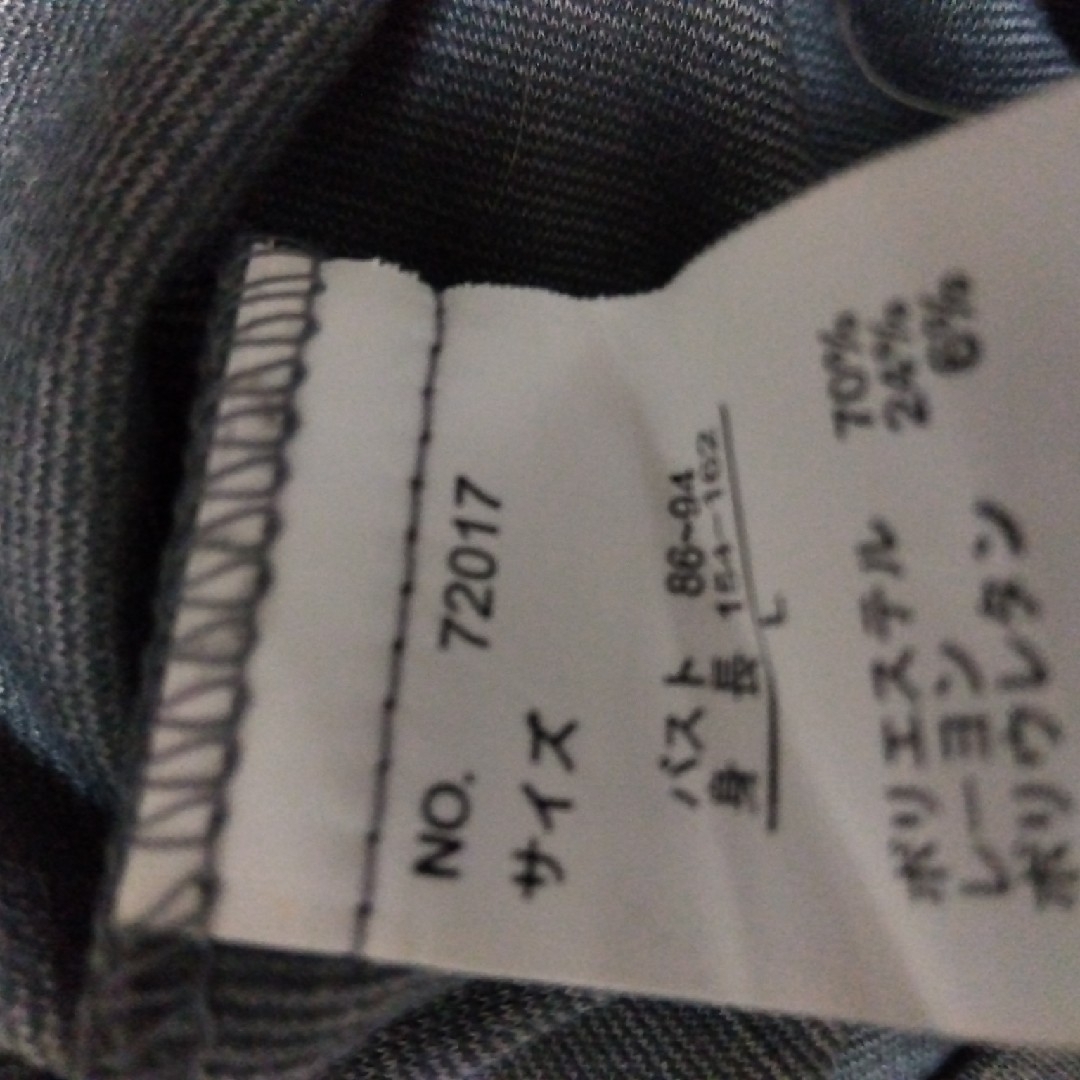 NO. 72017
サイズ
バスト 86~94
身 長 154-162
L
ポリエステル 70%
レーヨン 24%
ポリウレタン 6%